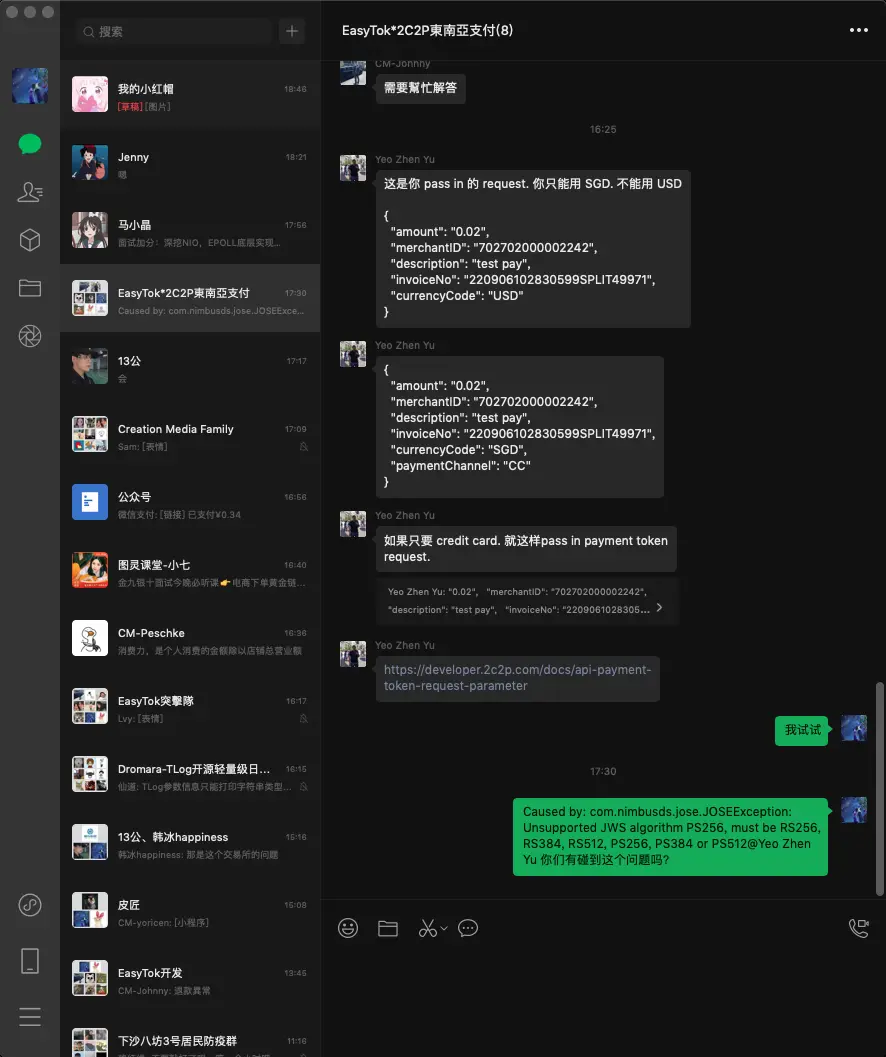 搜索
我的小红帽
18:46
[草稿][图片]
Jenny
18:21
嗯
马小晶
17:56
面试加分：深挖NIO，EPOLL底层实现...
EasyTok*2C2P東南亞支付
17:30
Caused by: com.nimbusds.jose.JOSEExce...
13公
17:17
会
Creation Media Family
17:09
Sam: [表情]
公众号
16:56
微信支付: [链接] 已支付¥0.34
图灵课堂-小七
16:40
金九银十面试今晚必听课👉电商下单黄金链...
CM-Peschke
16:36
消费力，是个人消费的金额除以店铺总营业额
EasyTok突擊隊
16:17
Lvy: [表情]
Dromara-TLog开源轻量级日...
16:15
仙道: TLog参数信息只能打印字符串类型...
13公、韩冰happiness
15:16
韩冰happiness: 那是这个交易所的问题
皮匠
15:08
CM-yoricen: [小程序]
EasyTok开发
13:46
CM-Johnny: 退款異常
下沙八坊3号居民防疫群
11:16
EasyTok*2C2P東南亞支付(8)
CM-Johnny
需要幫忙解答
16:25
Yeo Zhen Yu
这是你 pass in 的 request. 你只能用 SGD. 不能用 USD
{
"amount": "0.02",
"merchantID": "702702000002242",
"description": "test pay",
"invoiceNo": "220906102830599SPLIT49971",
"currencyCode": "USD"
}
Yeo Zhen Yu
{
"amount": "0.02",
"merchantID": "702702000002242",
"description": "test pay",
"invoiceNo": "220906102830599SPLIT49971",
"currencyCode": "SGD",
"paymentChannel": "CC"
}
Yeo Zhen Yu
如果只要 credit card. 就这样pass in payment token
request.
Yeo Zhen Yu: "0.02", "merchantID": "702702000002242",
"description": "test pay", "invoiceNo": "2209061028305...
Yeo Zhen Yu
https://developer.2c2p.com/docs/api-payment-
token-request-parameter
我试试
17:30
Caused by: com.nimbusds.jose.JOSEException:
Unsupported JWS algorithm PS256, must be RS256,
RS384, RS512, PS256, PS384 or PS512@Yeo Zhen
Yu 你们有碰到这个问题吗?